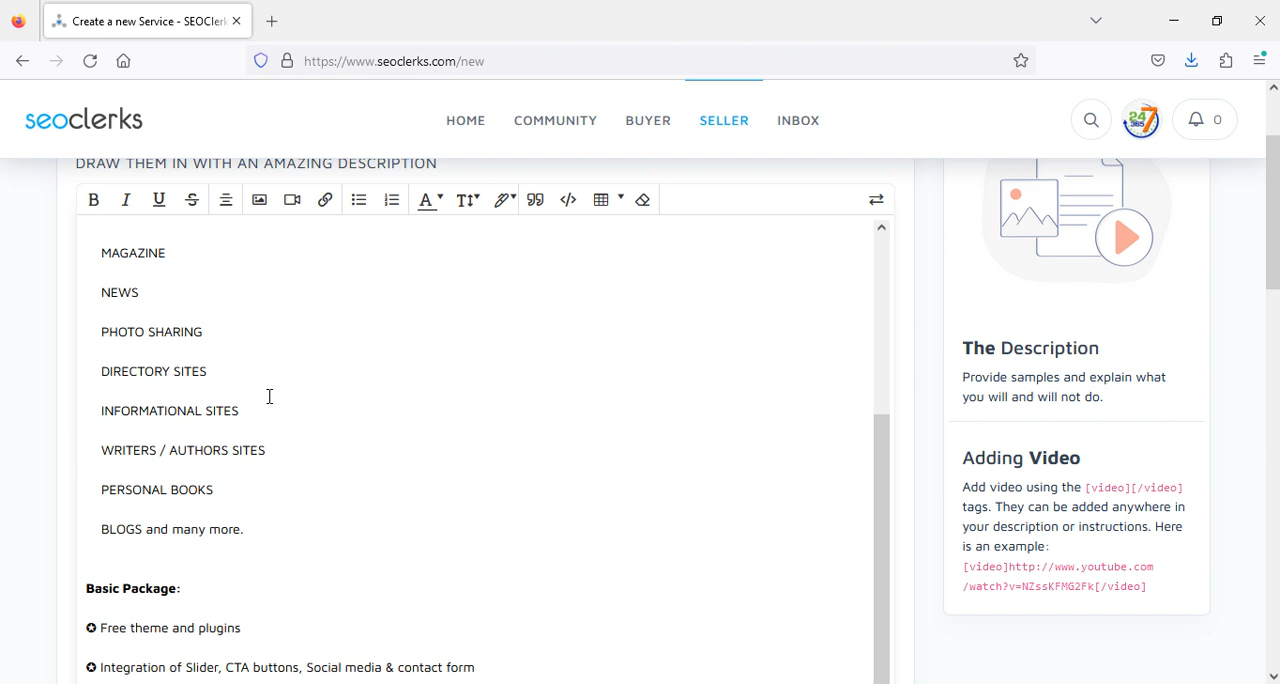 Create a new Service - SEOClerk
https://www.seoclerks.com/new
seoclerks
HOME
COMMUNITY
BUYER
SELLER
INBOX
24 7
365
0
DRAW THEM IN WITH AN AMAZING DESCRIPTION
MAGAZINE
NEWS
PHOTO SHARING
DIRECTORY SITES
INFORMATIONAL SITES
WRITERS / AUTHORS SITES
PERSONAL BOOKS
BLOGS and many more.
Basic Package:
✪ Free theme and plugins
✪ Integration of Slider, CTA buttons, Social media & contact form
The Description
Provide samples and explain what
you will and will not do.
Adding Video
Add video using the [video][/video]
tags. They can be added anywhere in
your description or instructions. Here
is an example:
[video]http://www.youtube.com
/watch?v=NZssKFMG2Fk[/video]